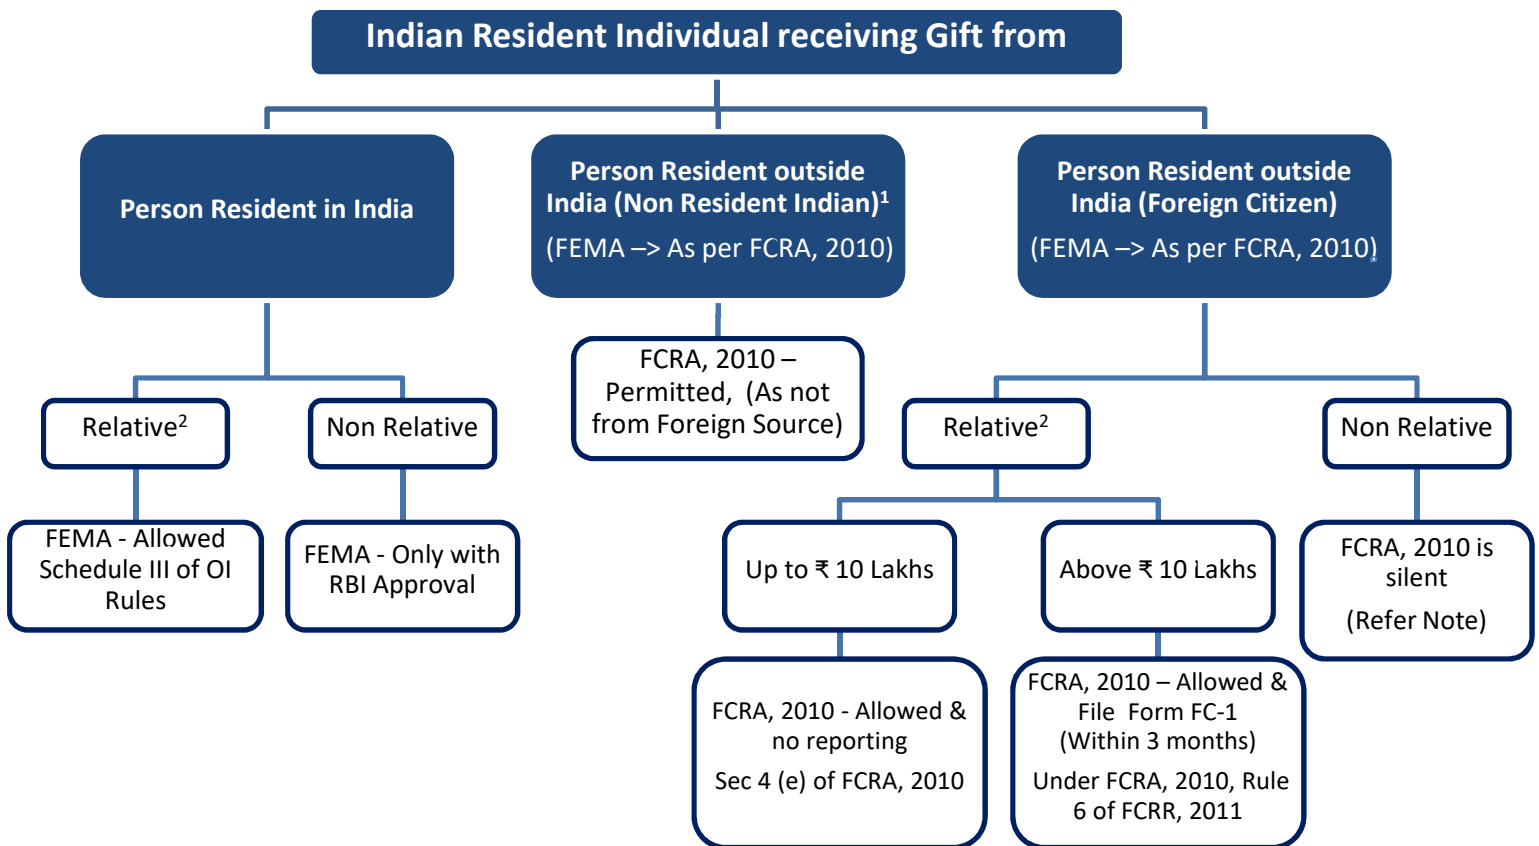 Indian Resident Individual receiving Gift from
Person Resident in India
Person Resident outside
India (Non Resident Indian)¹
(FEMA –> As per FCRA, 2010)
Person Resident outside
India (Foreign Citizen)
(FEMA –> As per FCRA, 2010)
FCRA, 2010 –
Permitted, (As not
from Foreign Source)
Relative²
Non Relative
Relative²
Non Relative
FEMA - Allowed
Schedule III of OI
Rules
FEMA - Only with
RBI Approval
Up to ₹ 10 Lakhs
Above ₹ 10 Lakhs
FCRA, 2010 is
silent
(Refer Note)
FCRA, 2010 - Allowed &
no reporting
Sec 4 (e) of FCRA, 2010
FCRA, 2010 – Allowed &
File Form FC-1
(Within 3 months)
Under FCRA, 2010, Rule
6 of FCRR, 2011